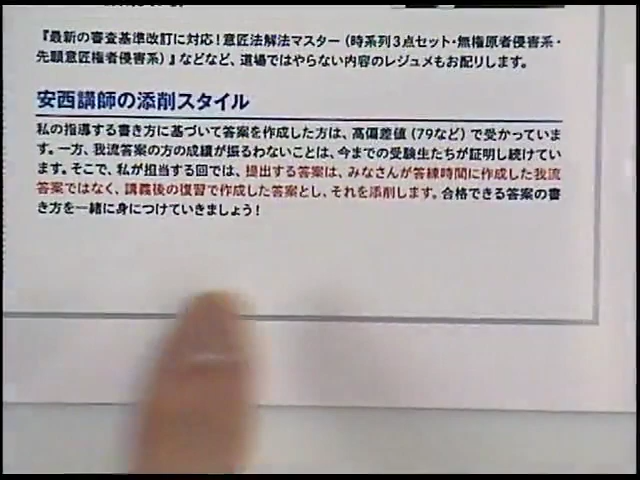 『最新の審査基準改訂に対応！意匠法解法マスター（時系列３点セット・無権原者侵害系・
先願意匠権者侵害系）』などなど、道場ではやらない内容のレジュメもお配りします。
安西講師の添削スタイル
私の指導する書き方に基づいて答案を作成した方は、高偏差値（79など）で受かっていま
す。一方、我流答案の方の成績が振るわないことは、今までの受験生たちが証明し続けてい
ます。そこで、私が担当する回では、提出する答案は、みなさんが答練時間に作成した我流
答案ではなく、講義後の復習で作成した答案とし、それを添削します。合格できる答案の書
き方を一緒に身につけていきましょう！